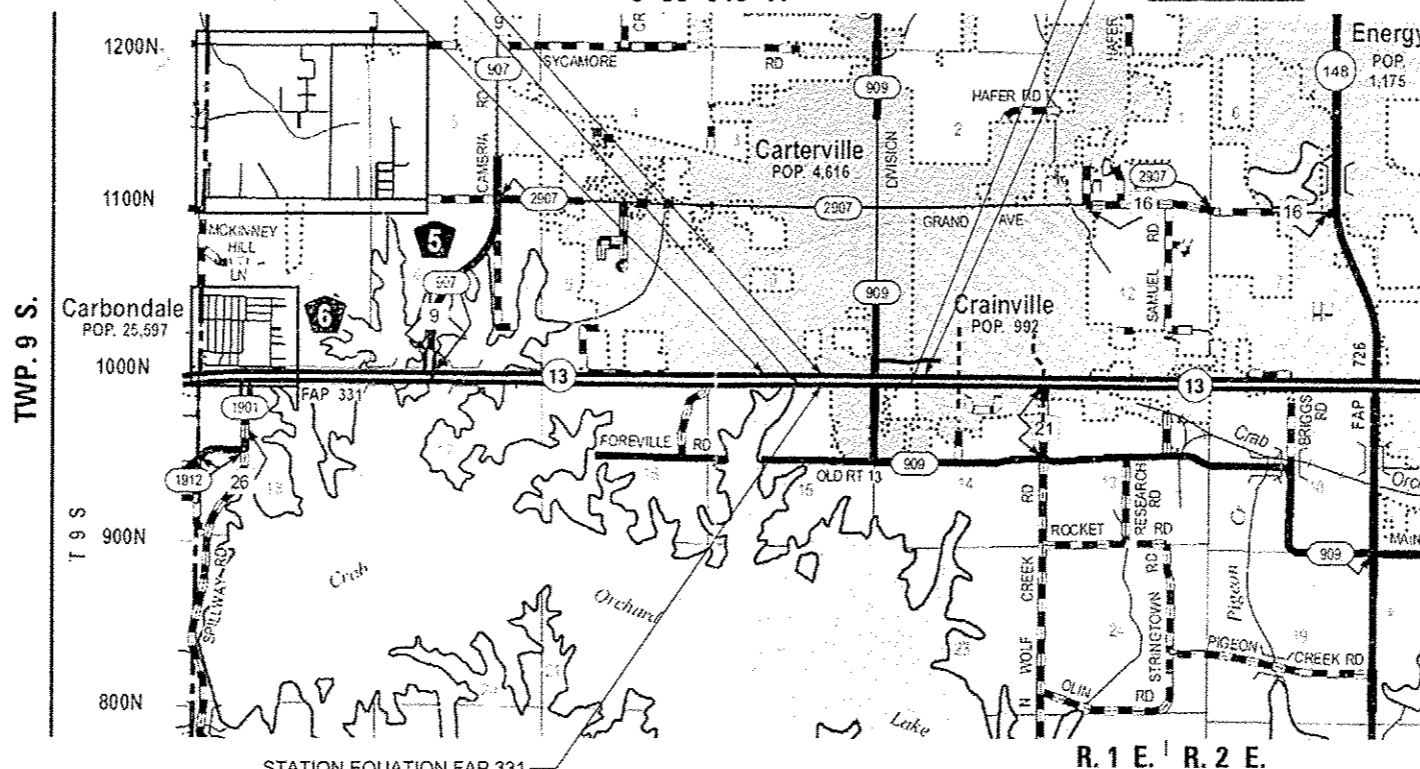 1200N
SYCAMORE
RD
907
CAMBRIA
RD
909
DIVISION
HAFER RD
HAFER
148
Energy
POP.
1,175
Carterville
POP. 4,616
1100N
2907
2907
GRAND
AVE
16
2907
16
MCKINNEY
HILL
LN
5
907
9
6
909
SAMUEL
RD
Carbondale
POP. 25,597
Crainville
POP. 992
TWP. 9 S.
1000N
13
13
FAP 331
FAP 726
1901
1912
26
FOREVILLE
RD
OLD RT 13
909
21
BRIGGS
RD
Crab
T 9 S
900N
ROCKET
RD
RESEARCH
RD
909
MAIN
SPILLWAY RD
Crab
Orchard
Lake
N
WOLF
CREEK
RD
STRINGTOWN
RD
Pigeon
Cr
PIGEON
CREEK RD
OLIN
RD
800N
STATION EQUATION FAP 331
R. 1 E.
R. 2 E.